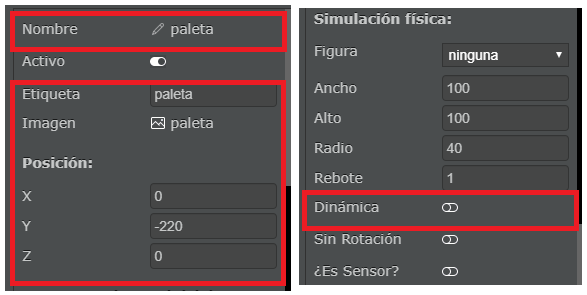 Nombre paleta
Activo
Etiqueta paleta
Imagen paleta
Posición:
X 0
Y -220
Z 0
Simulación física:
Figura ninguna
Ancho 100
Alto 100
Radio 40
Rebote 1
Dinámica
Sin Rotación
¿Es Sensor?